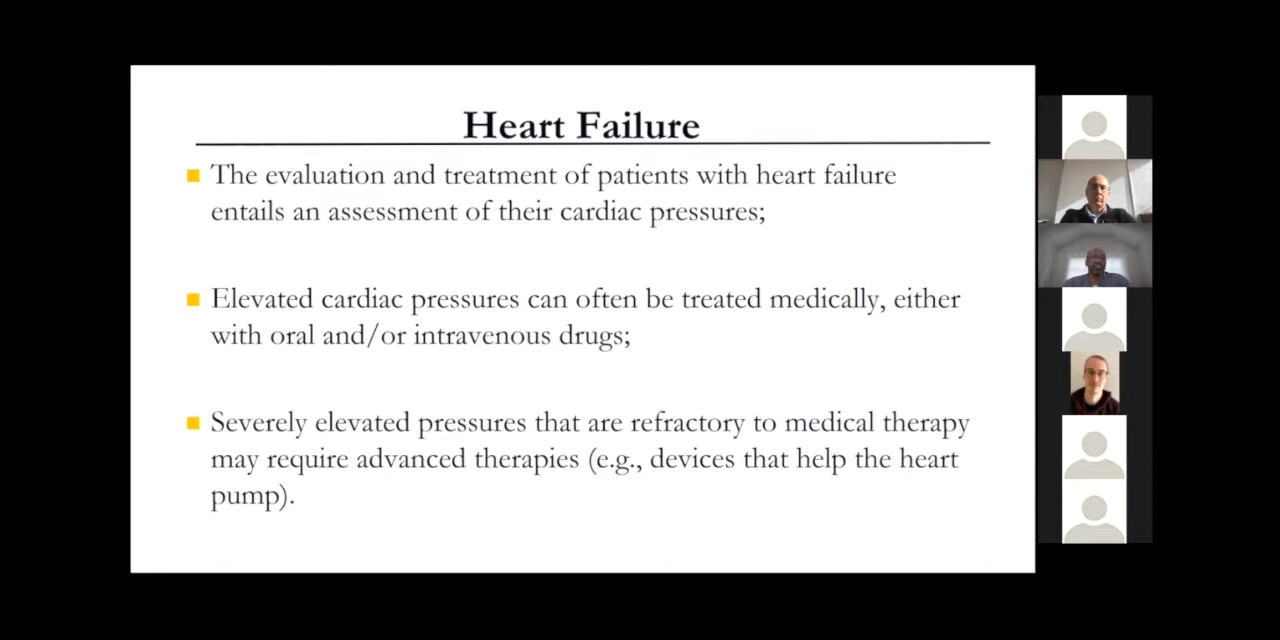 Heart Failure
The evaluation and treatment of patients with heart failure
entails an assessment of their cardiac pressures;
Elevated cardiac pressures can often be treated medically, either
with oral and/or intravenous drugs;
Severely elevated pressures that are refractory to medical therapy
may require advanced therapies (e.g., devices that help the heart
pump).